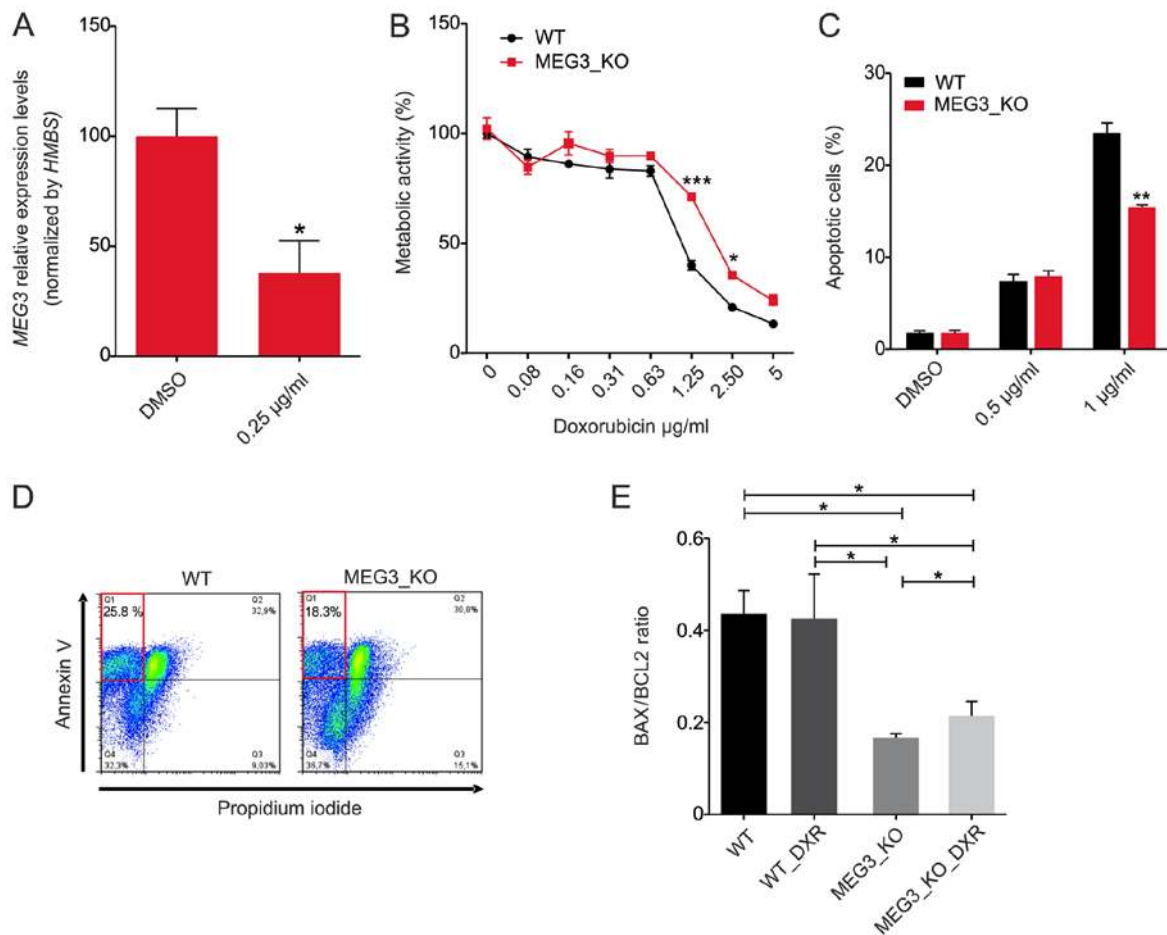 A
150
100
50
0
MEG3 relative expression levels
(normalized by HMBS)
*
DMSO
0.25 µg/ml
B
WT
MEG3_KO
150
100
50
0
Metabolic activity (%)
***
*
0
0.08
0.16
0.31
0.63
1.25
2.50
5
Doxorubicin µg/ml
C
WT
MEG3_KO
30
20
10
0
Apoptotic cells (%)
**
DMSO
0.5 µg/ml
1 µg/ml
D
WT
MEG3_KO
Q1
25.8 %
Q2
32,9%
Q4
32,3%
Q3
9,03%
Q1
18.3%
Q2
30,0%
Q4
Q3
15,1%
Annexin V
Propidium iodide
E
*
*
*
*
*
0.6
0.4
0.2
0
BAX/BCL2 ratio
WT
WT_DXR
MEG3_KO
MEG3_KO_DXR